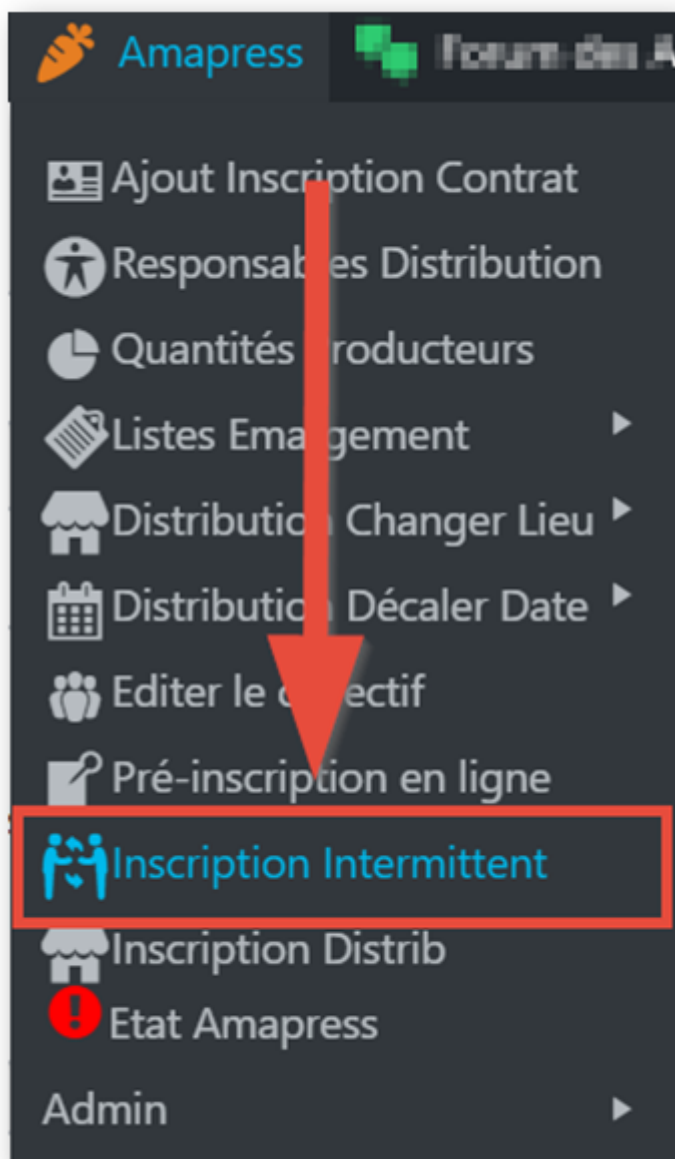 Amapress
Ajout Inscription Contrat
Responsables Distribution
Quantités Producteurs
Listes Emargement
Distribution Changer Lieu
Distribution Décaler Date
Editer le collectif
Pré-inscription en ligne
Inscription Intermittent
Inscription Distrib
Etat Amapress
Admin